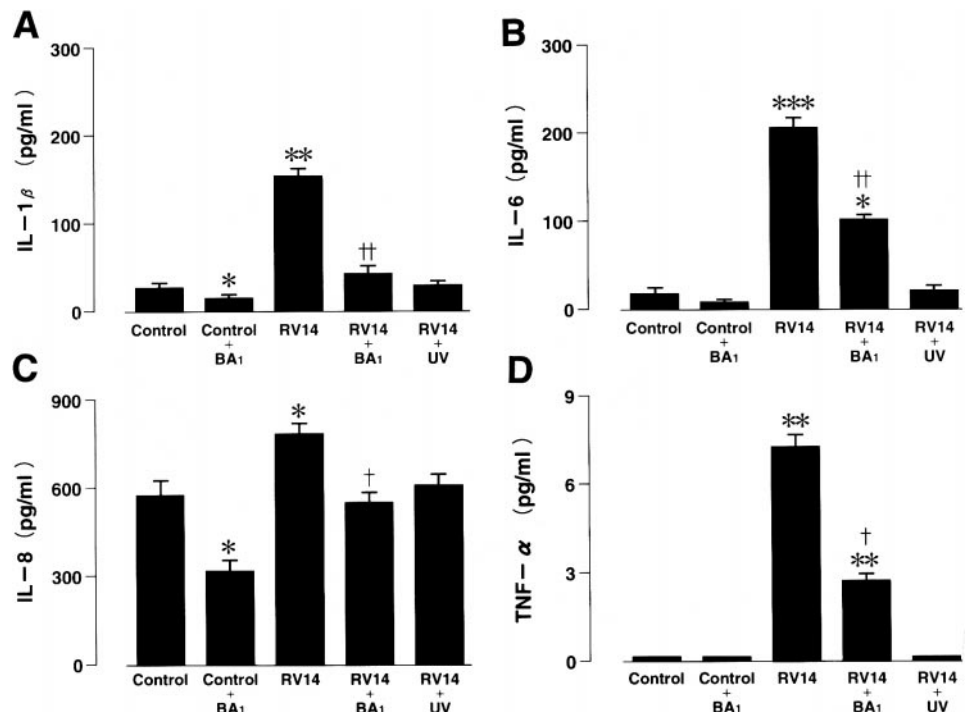 A
IL-1β (pg/ml)
300
200
100
0
**
*
††
Control
Control + BA1
RV14
RV14 + BA1
RV14 + UV
B
IL-6 (pg/ml)
300
200
100
0
***
††
*
Control
Control + BA1
RV14
RV14 + BA1
RV14 + UV
C
IL-8 (pg/ml)
900
600
300
0
*
*
†
Control
Control + BA1
RV14
RV14 + BA1
RV14 + UV
D
TNF-α (pg/ml)
9
6
3
0
**
†
**
Control
Control + BA1
RV14
RV14 + BA1
RV14 + UV